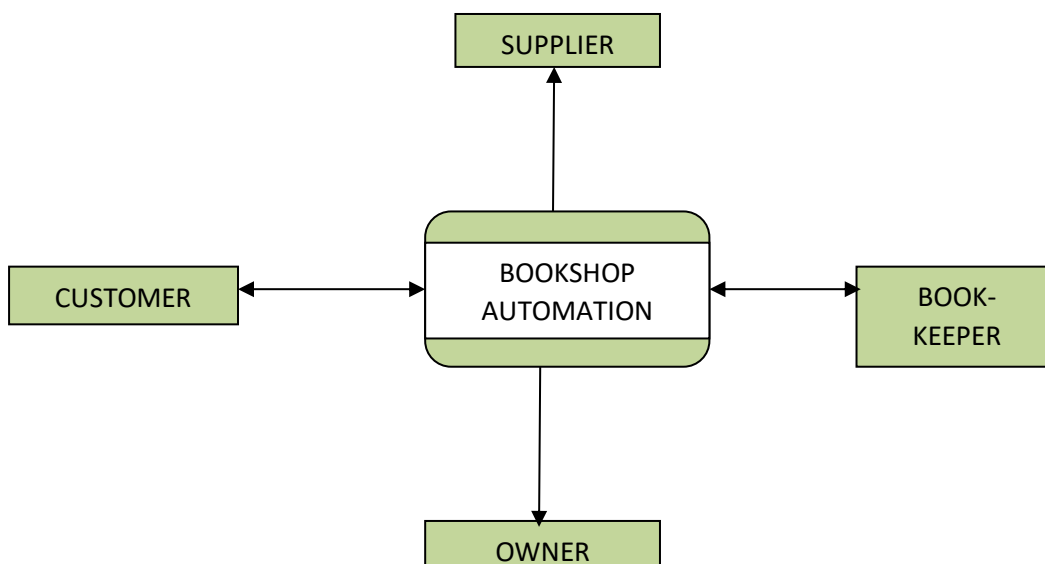 SUPPLIER
BOOKSHOP
AUTOMATION
CUSTOMER
BOOK-
KEEPER
OWNER